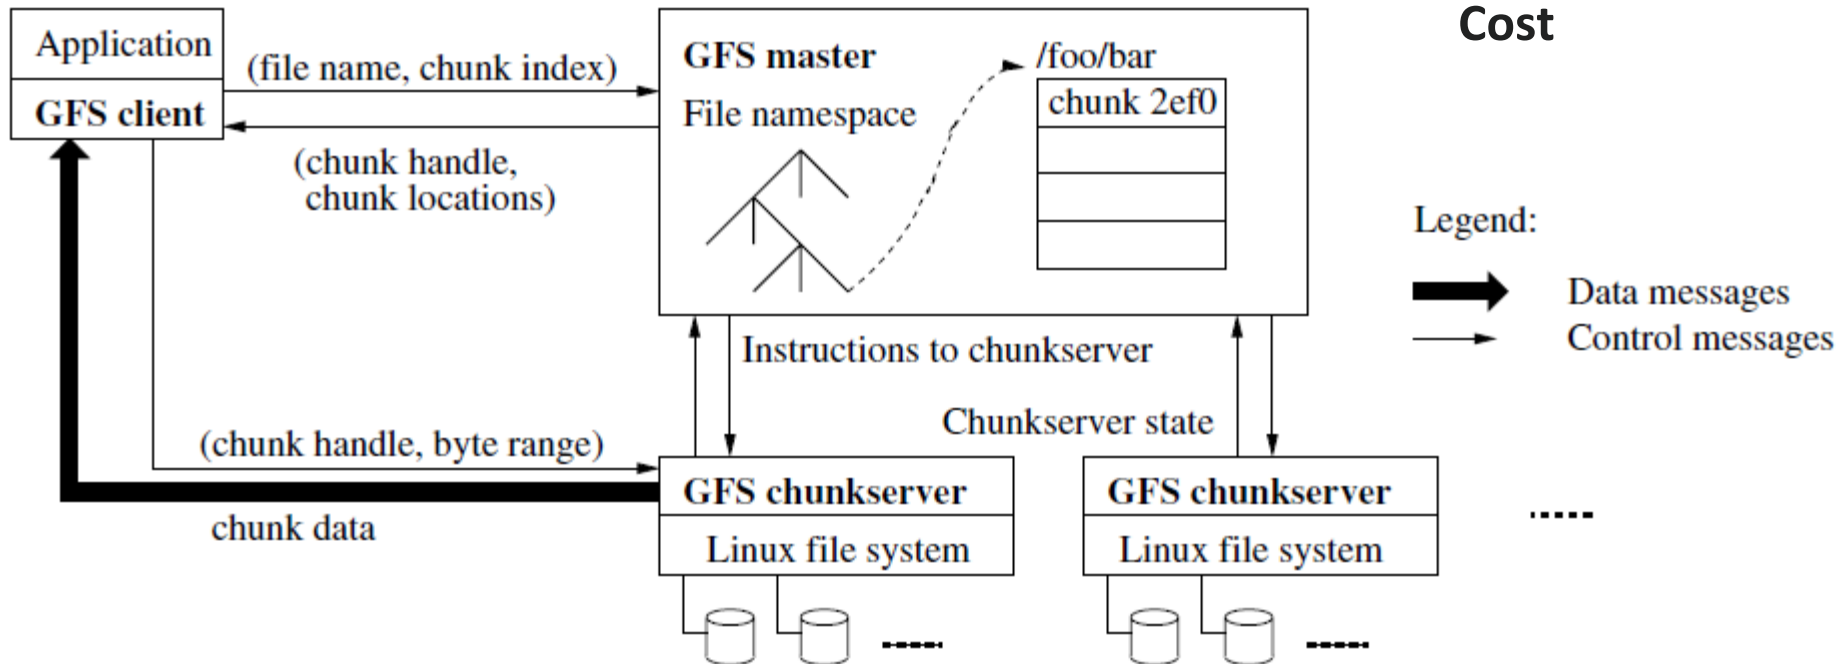 Cost
Application
GFS client
(file name, chunk index)
(chunk handle,
chunk locations)
GFS master
File namespace
/foo/bar
chunk 2ef0
Legend:
Data messages
Control messages
Instructions to chunkserver
Chunkserver state
(chunk handle, byte range)
chunk data
GFS chunkserver
Linux file system
GFS chunkserver
Linux file system